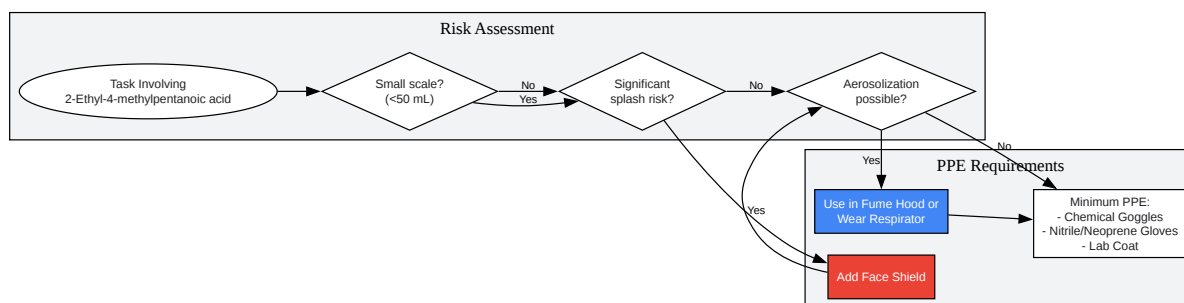 Risk Assessment
Task Involving
2-Ethyl-4-methylpentanoic acid
Small scale?
(<50 mL)
No
Yes
Significant
splash risk?
No
Aerosolization
possible?
Yes
No
PPE Requirements
Use in Fume Hood or
Wear Respirator
Minimum PPE:
- Chemical Goggles
- Nitrile/Neoprene Gloves
- Lab Coat
Yes
Add Face Shield